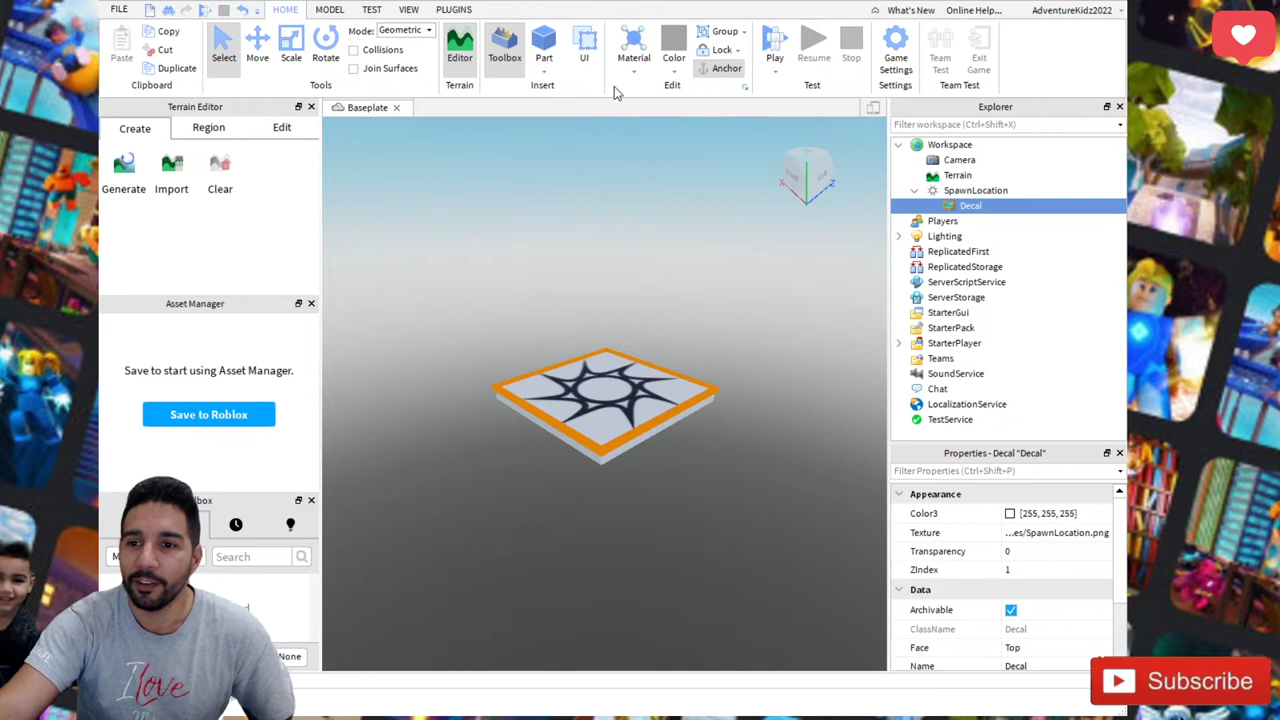 FILE HOME MODEL TEST VIEW PLUGINS What's New Online Help... AdventureKidz2022
Paste Copy Cut Duplicate Clipboard
Select Move Scale Rotate Mode: Geometric Collisions Join Surfaces Tools
Editor Terrain
Toolbox Part UI Insert
Material Color Group Lock Anchor Edit
Play Resume Stop Test
Game Settings Settings
Team Test Exit Game Team Test
Terrain Editor
Create Region Edit
Generate Import Clear
Asset Manager
Save to start using Asset Manager.
Save to Roblox
Search
None
Baseplate
X
Z
Explorer
Filter workspace (Ctrl+Shift+X)
Workspace
Camera
Terrain
SpawnLocation
Decal
Players
Lighting
ReplicatedFirst
ReplicatedStorage
ServerScriptService
ServerStorage
StarterGui
StarterPack
StarterPlayer
Teams
SoundService
Chat
LocalizationService
TestService
Properties - Decal "Decal"
Filter Properties (Ctrl+Shift+P)
Appearance
Color3 [255, 255, 255]
Texture ...es/SpawnLocation.png
Transparency 0
ZIndex 1
Data
Archivable
ClassName Decal
Face Top
Name Decal
Subscribe
I love